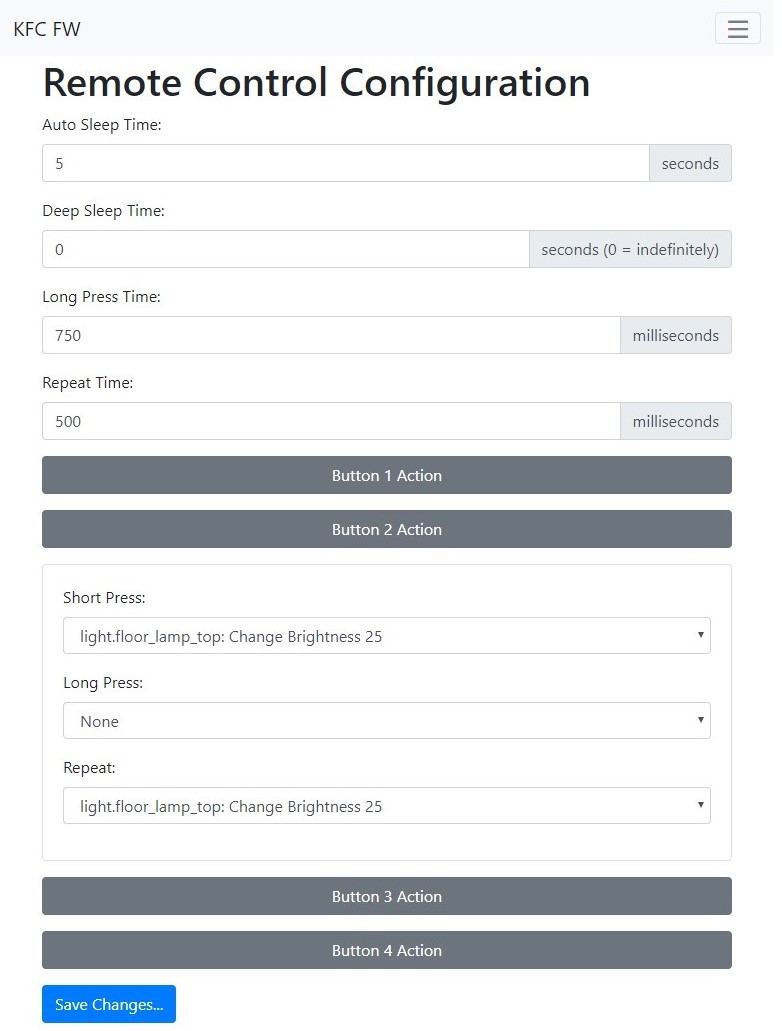 KFC FW
Remote Control Configuration
Auto Sleep Time:
5 seconds
Deep Sleep Time:
0 seconds (0 = indefinitely)
Long Press Time:
750 milliseconds
Repeat Time:
500 milliseconds
Button 1 Action
Button 2 Action
Short Press:
light.floor_lamp_top: Change Brightness 25
Long Press:
None
Repeat:
light.floor_lamp_top: Change Brightness 25
Button 3 Action
Button 4 Action
Save Changes...